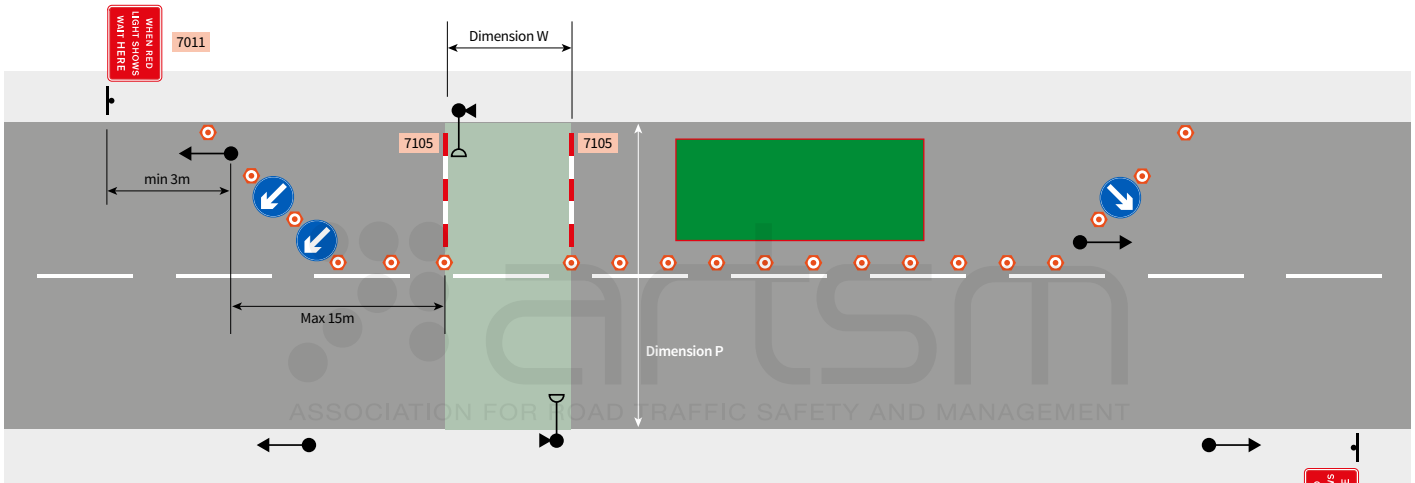 WHEN RED
LIGHT SHOWS
WAIT HERE
7011
Dimension W
7105
7105
min 3m
Max 15m
Dimension P
artsm
ASSOCIATION FOR ROAD TRAFFIC SAFETY AND MANAGEMENT